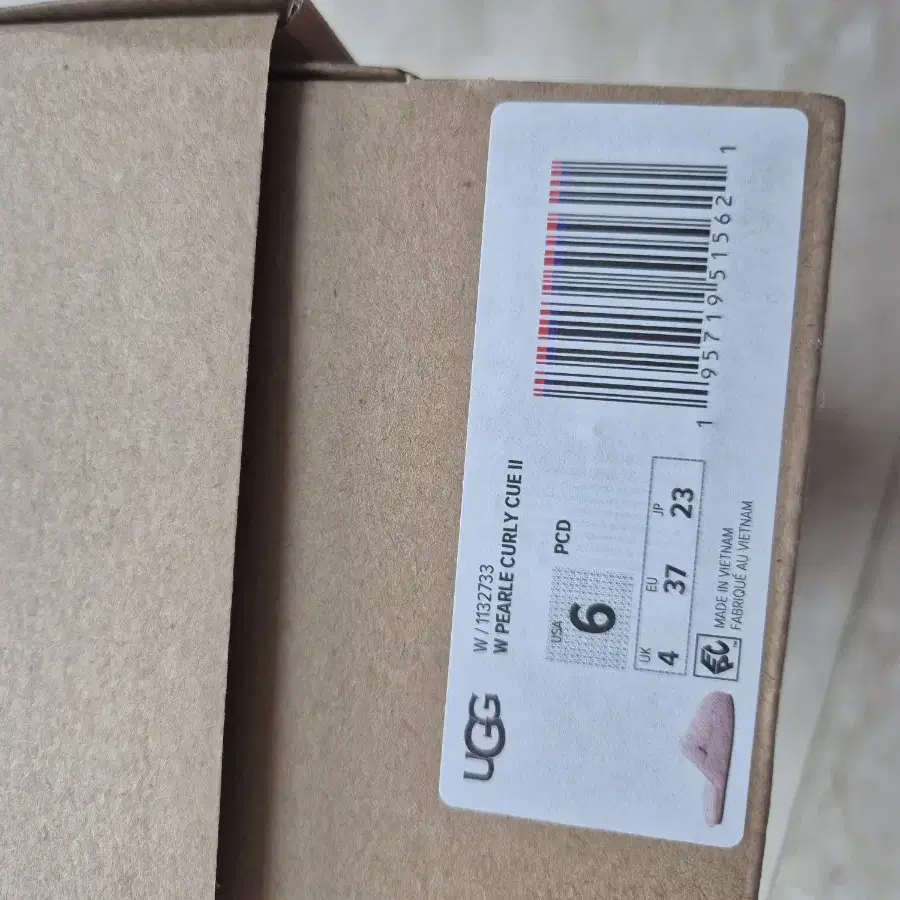 UGG
W / 1132733
W PEARLE CURLY CUE II
USA
6
PCD
UK
4
EU
37
JP
23
MADE IN VIETNAM
FABRIQUÉ AU VIETNAM
1 95719 51562 1